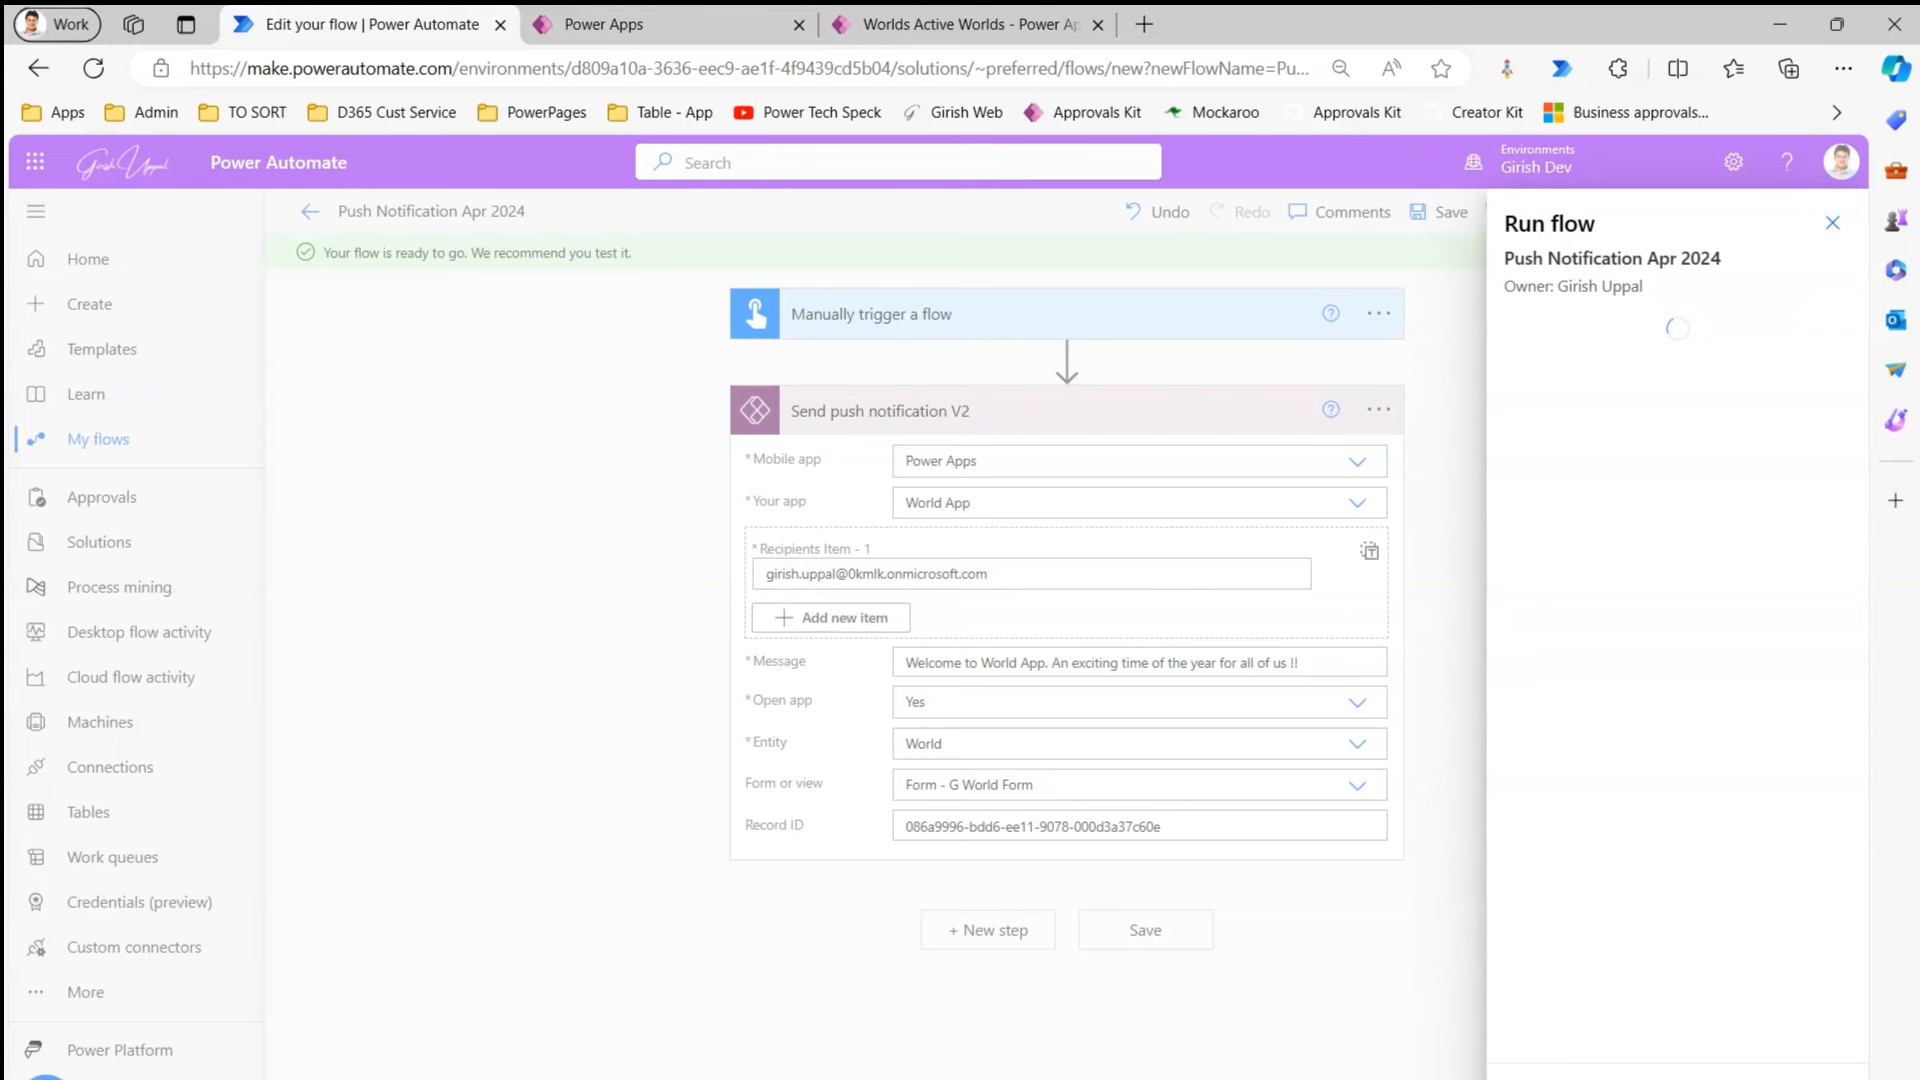 Work
Edit your flow | Power Automate
Power Apps
Worlds Active Worlds - Power Ap
https://make.powerautomate.com/environments/d809a10a-3636-eec9-ae1f-4f9439cd5b04/solutions/~preferred/flows/new?newFlowName=Pu...
Apps
Admin
TO SORT
D365 Cust Service
PowerPages
Table - App
Power Tech Speck
Girish Web
Approvals Kit
Mockaroo
Approvals Kit
Creator Kit
Business approvals...
Girish Uppal
Power Automate
Search
Environments
Girish Dev
Push Notification Apr 2024
Undo
Redo
Comments
Save
Your flow is ready to go. We recommend you test it.
Home
Create
Templates
Learn
My flows
Approvals
Solutions
Process mining
Desktop flow activity
Cloud flow activity
Machines
Connections
Tables
Work queues
Credentials (preview)
Custom connectors
More
Power Platform
Manually trigger a flow
Send push notification V2
* Mobile app
Power Apps
* Your app
World App
* Recipients Item - 1
girish.uppal@0kmlk.onmicrosoft.com
Add new item
* Message
Welcome to World App. An exciting time of the year for all of us !!
* Open app
Yes
* Entity
World
Form or view
Form - G World Form
Record ID
086a9996-bdd6-ee11-9078-000d3a37c60e
+ New step
Save
Run flow
Push Notification Apr 2024
Owner: Girish Uppal